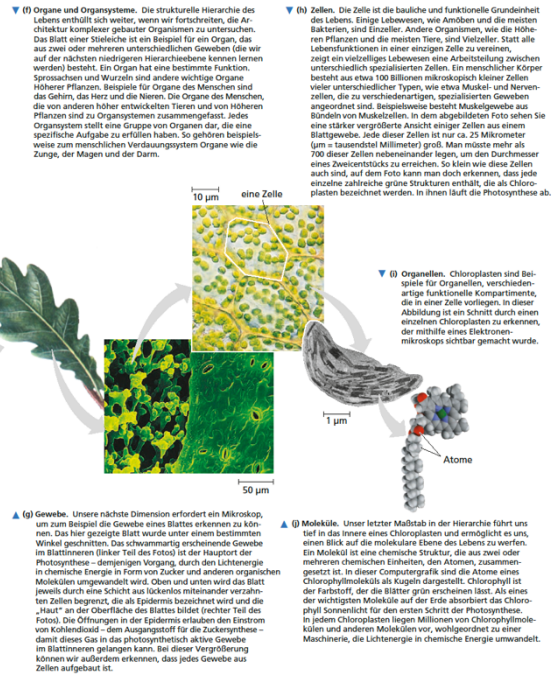 (f) Organe und Organsysteme. Die strukturelle Hierarchie des
Lebens enthüllt sich weiter, wenn wir fortschreiten, die Ar-
chitektur komplexer gebauter Organismen zu untersuchen.
Das Blatt einer Stieleiche ist ein Beispiel für ein Organ, das
aus zwei oder mehreren unterschiedlichen Geweben (die wir
auf der nächsten niedrigeren Hierarchieebene kennen lernen
werden) besteht. Ein Organ hat eine bestimmte Funktion.
Sprossachsen und Wurzeln sind andere wichtige Organe
Höherer Pflanzen. Beispiele für Organe des Menschen sind
das Gehirn, das Herz und die Nieren. Die Organe des Menschen,
die von anderen höher entwickelten Tieren und von Höheren
Pflanzen sind zu Organsystemen zusammengefasst. Jedes
Organsystem stellt eine Gruppe von Organen dar, die eine
spezifische Aufgabe zu erfüllen haben. So gehören beispiels-
weise zum menschlichen Verdauungssystem Organe wie die
Zunge, der Magen und der Darm.
(h) Zellen. Die Zelle ist die bauliche und funktionelle Grundeinheit
des Lebens. Einige Lebewesen, wie Amöben und die meisten
Bakterien, sind Einzeller. Andere Organismen, wie die Höhe-
ren Pflanzen und die meisten Tiere, sind Vielzeller. Statt alle
Lebensfunktionen in einer einzigen Zelle zu vereinen,
zeigt ein vielzelliges Lebewesen eine Arbeitsteilung zwischen
unterschiedlich spezialisierten Zellen. Ein menschlicher Körper
besteht aus etwa 100 Billionen mikroskopisch kleiner Zellen
vieler unterschiedlicher Typen, wie etwa Muskel- und Nerven-
zellen, die zu verschiedenartigen, spezialisierten Geweben
angeordnet sind. Beispielsweise besteht Muskelgewebe aus
Bündeln von Muskelzellen. In dem abgebildeten Foto sehen Sie
eine stärker vergrößerte Ansicht einiger Zellen aus einem
Blattgewebe. Jede dieser Zellen ist nur ca. 25 Mikrometer
(µm = tausendstel Millimeter) groß. Man müsste mehr als
700 dieser Zellen nebeneinander legen, um den Durchmesser
eines Zweicentstücks zu erreichen. So klein wie diese Zellen
auch sind, auf dem Foto kann man doch erkennen, dass jede
einzelne zahlreiche grüne Strukturen enthält, die als Chloro-
plasten bezeichnet werden. In ihnen läuft die Photosynthese ab.
10 µm
eine Zelle
(i) Organellen. Chloroplasten sind Bei-
spiele für Organellen, verschieden-
artige funktionelle Kompartimente,
die in einer Zelle vorliegen. In dieser
Abbildung ist ein Schnitt durch einen
einzelnen Chloroplasten zu erkennen,
der mithilfe eines Elektronen-
mikroskops sichtbar gemacht wurde.
1 µm
Atome
50 µm
(g) Gewebe. Unsere nächste Dimension erfordert ein Mikroskop,
um zum Beispiel die Gewebe eines Blattes erkennen zu kön-
nen. Das hier gezeigte Blatt wurde unter einem bestimmten
Winkel geschnitten. Das schwammartig erscheinende Gewebe
im Blattinneren (linker Teil des Fotos) ist der Hauptort der
Photosynthese – demjenigen Vorgang, durch den Lichtenergie
in chemische Energie in Form von Zucker und anderen organischen
Molekülen umgewandelt wird. Oben und unten wird das Blatt
jeweils durch eine Schicht aus lückenlos miteinander verzahn-
ten Zellen begrenzt, die als Epidermis bezeichnet wird und die
„Haut“ an der Oberfläche des Blattes bildet (rechter Teil des
Fotos). Die Öffnungen in der Epidermis erlauben den Einstrom
von Kohlendioxid – dem Ausgangstoff für die Zuckersynthese –
damit dieses Gas in das photosynthetisch aktive Gewebe
im Blattinneren gelangen kann. Bei dieser Vergrößerung
können wir außerdem erkennen, dass jedes Gewebe aus
Zellen aufgebaut ist.
(j) Moleküle. Unser letzter Maßstab in der Hierarchie führt uns
tief in das Innere eines Chloroplasten und ermöglicht es uns,
einen Blick auf die molekulare Ebene des Lebens zu werfen.
Ein Molekül ist eine chemische Struktur, die aus zwei oder
mehreren chemischen Einheiten, den Atomen, zusammen-
gesetzt ist. In dieser Computergrafik sind die Atome eines
Chlorophyllmoleküls als Kugeln dargestellt. Chlorophyll ist
der Farbstoff, der die Blätter grün erscheinen lässt. Als eines
der wichtigsten Moleküle auf der Erde absorbiert das Chloro-
phyll Sonnenlicht für den ersten Schritt der Photosynthese.
In jedem Chloroplasten liegen Millionen von Chlorophyllmole-
külen und anderen Molekülen vor, wohlgeordnet zu einer
Maschinerie, die Lichtenergie in chemische Energie umwandelt.